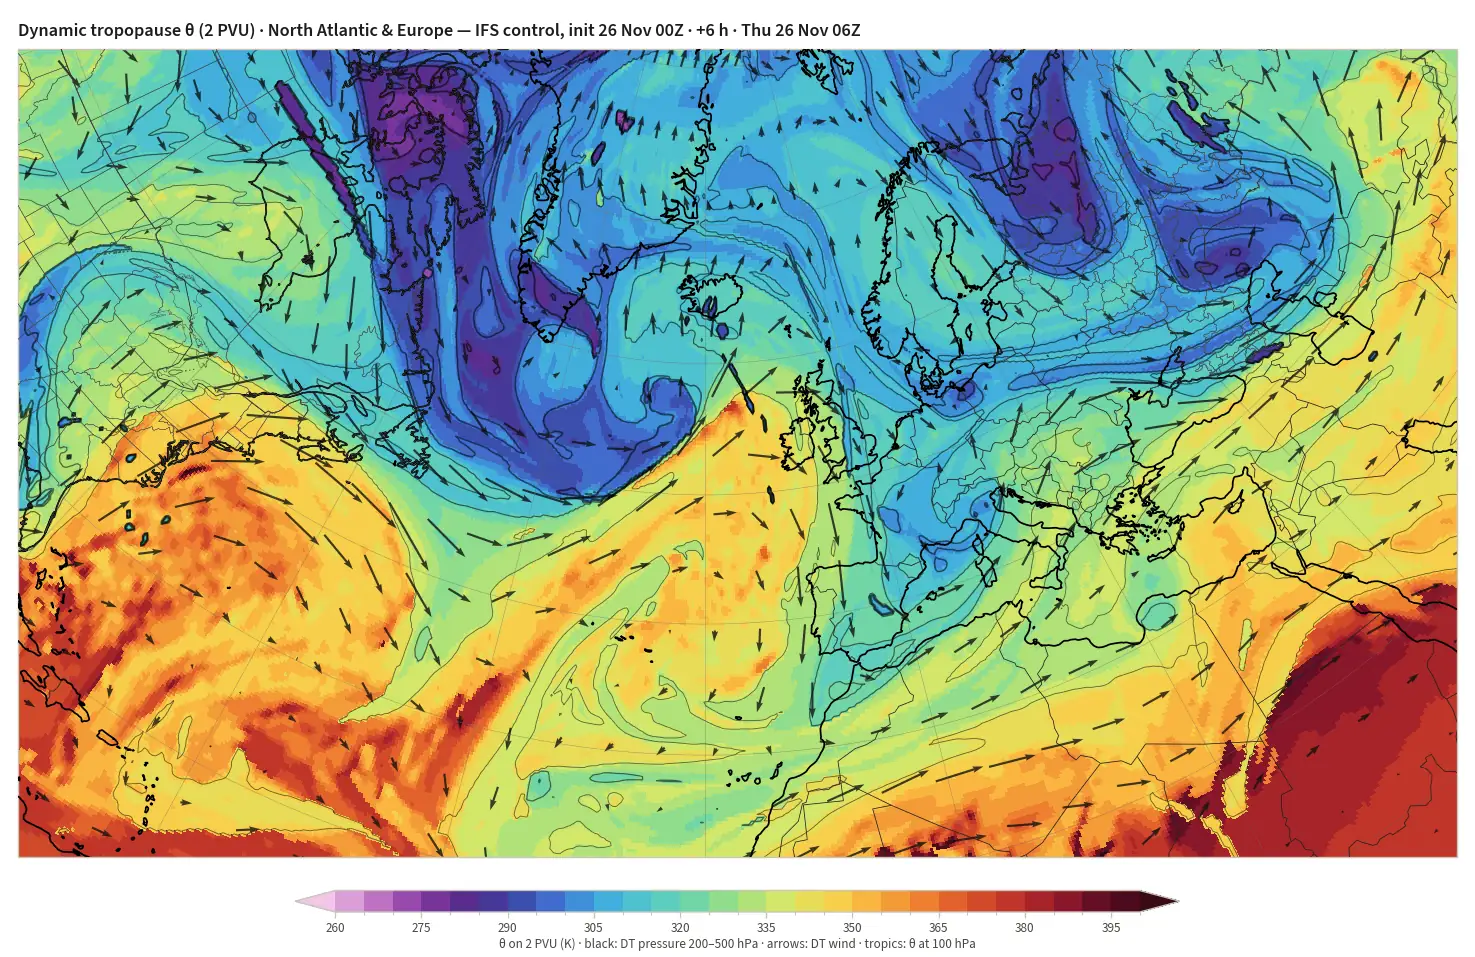 Dynamic tropopause θ (2 PVU) · North Atlantic & Europe — IFS control, init 26 Nov 00Z · +6 h · Thu 26 Nov 06Z
260 275 290 305 320 335 350 365 380 395
θ on 2 PVU (K) · black: DT pressure 200–500 hPa · arrows: DT wind · tropics: θ at 100 hPa